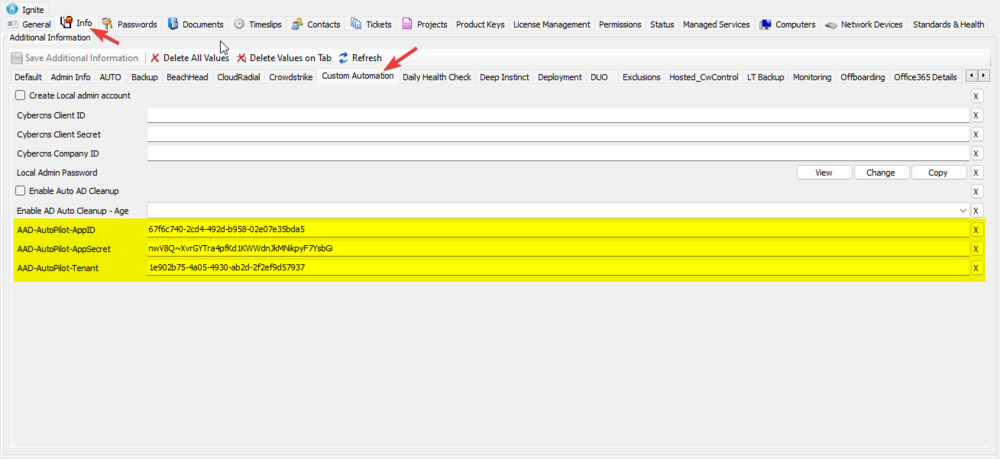 Ignite
General Info Passwords Documents Timeslips Contacts Tickets Projects Product Keys License Management Permissions Status Managed Services Computers Network Devices Standards & Health
Additional Information
Save Additional Information Delete All Values Delete Values on Tab Refresh
Default Admin Info AUTO Backup BeachHead CloudRadial Crowdstrike Custom Automation Daily Health Check Deep Instinct Deployment DUO Exclusions Hosted_CwControl LT Backup Monitoring Offboarding Office365 Details
Create Local admin account X
Cybercns Client ID X
Cybercns Client Secret X
Cybercns Company ID X
Local Admin Password View Change Copy X
Enable Auto AD Cleanup X
Enable AD Auto Cleanup - Age X
AAD-AutoPilot-AppID 67f6c740-2cd4-492d-b958-02e07e35bda5 X
AAD-AutoPilot-AppSecret nwV8Q~XvrGYTra4pfKd1KWWdnJkMNikpyF7YsbGi X
AAD-AutoPilot-Tenant 1e902b75-4a05-4930-ab2d-2f2ef9d57937 X